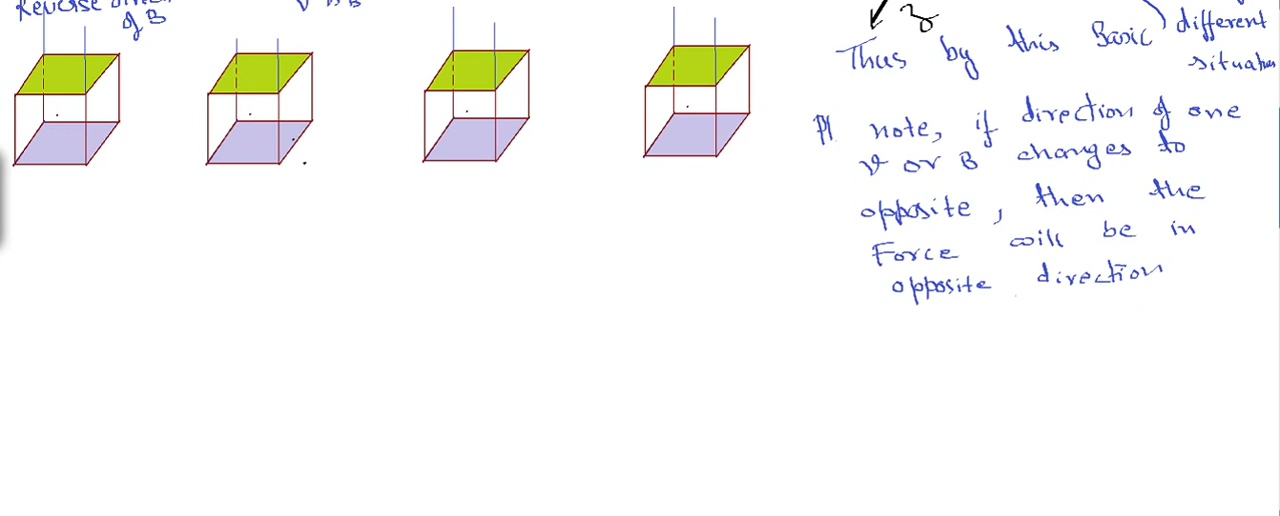 Reverse
of B
z
Thus by this Basic) different
situation
Pl note, if direction of one
v or B changes to
opposite, then the
Force will be in
opposite direction